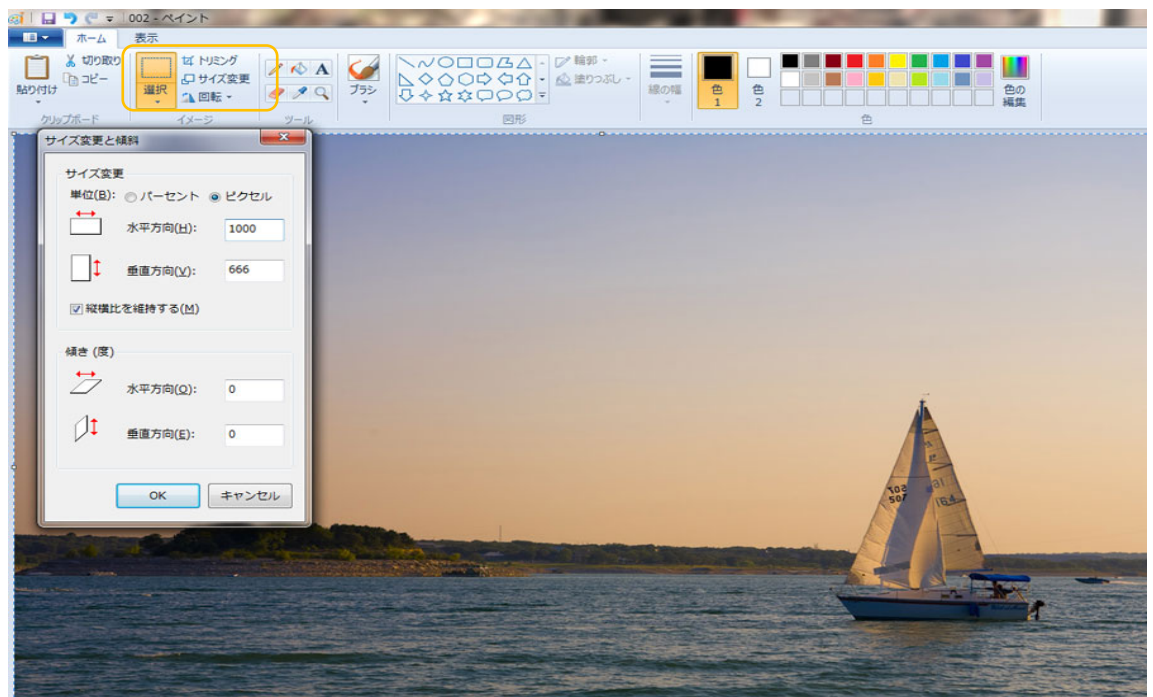 002 - ペイント
ホーム 表示
貼り付け
切り取り
コピー
クリップボード
選択
トリミング
サイズ変更
回転
イメージ
A
ツール
ブラシ
輪郭
塗りつぶし
図形
線の幅
色
1
色
2
色の
編集
色
サイズ変更と傾斜
サイズ変更
単位(B): パーセント ピクセル
水平方向(H): 1000
垂直方向(V): 666
縦横比を維持する(M)
傾き (度)
水平方向(O): 0
垂直方向(E): 0
OK キャンセル